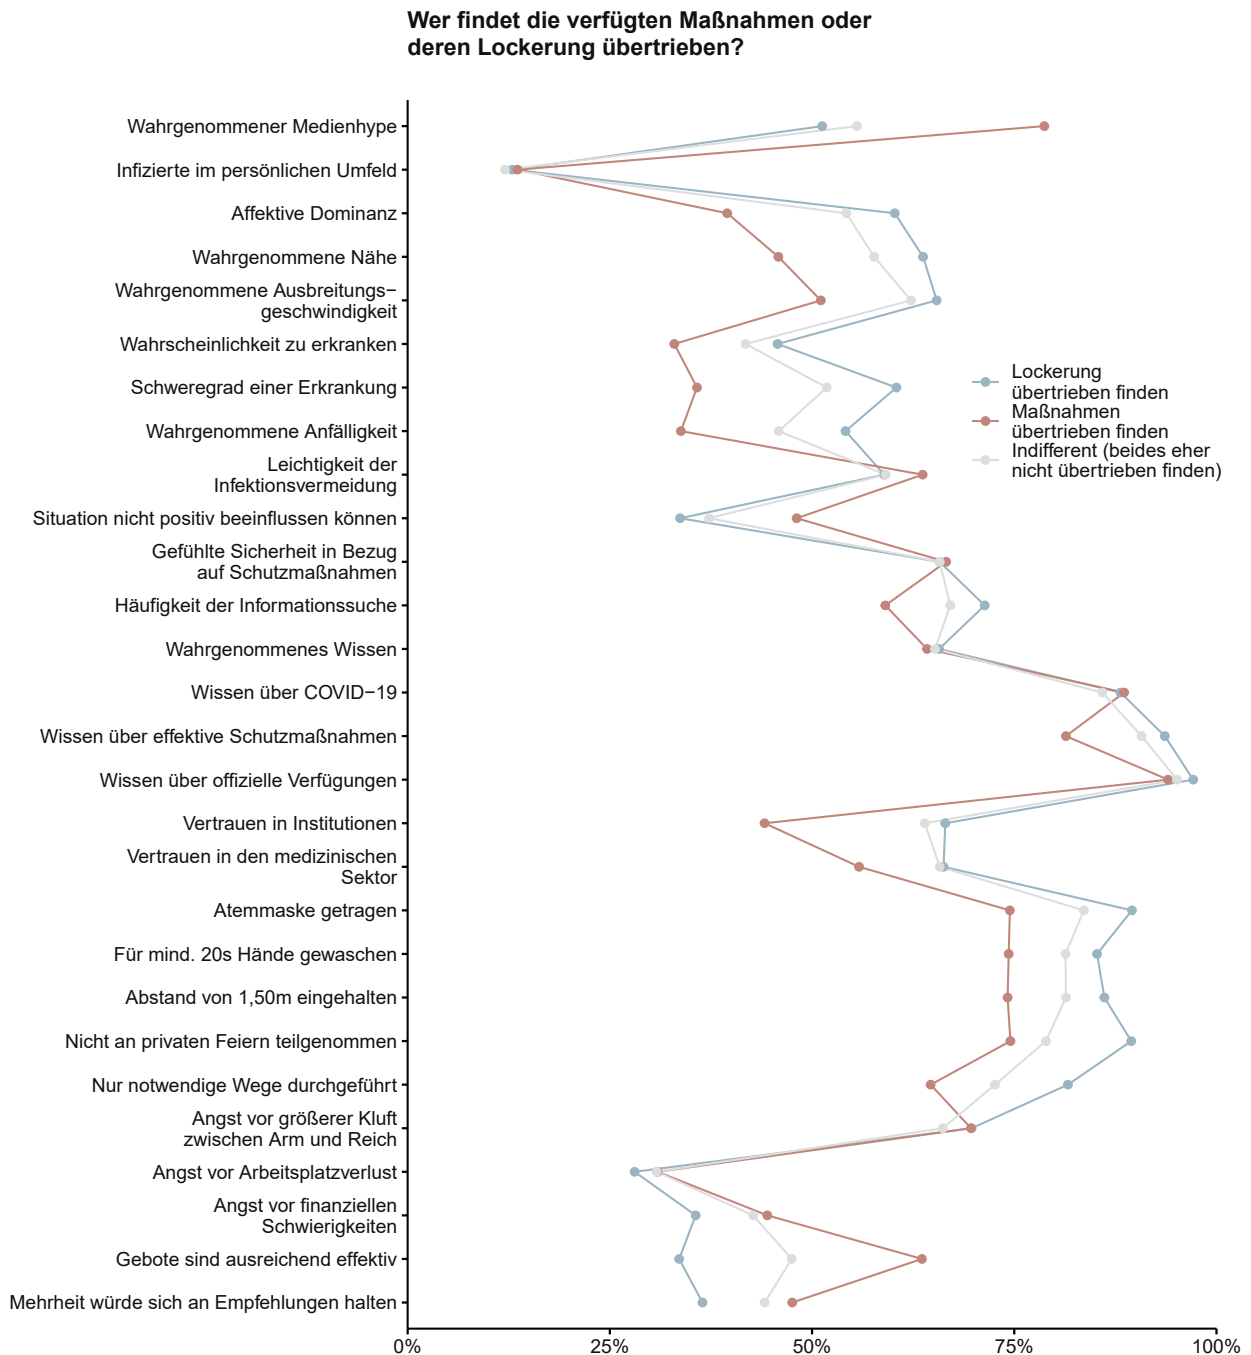 Wer findet die verfügten Maßnahmen oder
deren Lockerung übertrieben?
Wahrgenommener Medienhype
Infizierte im persönlichen Umfeld
Affektive Dominanz
Wahrgenommene Nähe
Wahrgenommene Ausbreitungs−
geschwindigkeit
Wahrscheinlichkeit zu erkranken
Schweregrad einer Erkrankung
Wahrgenommene Anfälligkeit
Leichtigkeit der
Infektionsvermeidung
Situation nicht positiv beeinflussen können
Gefühlte Sicherheit in Bezug
auf Schutzmaßnahmen
Häufigkeit der Informationssuche
Wahrgenommenes Wissen
Wissen über COVID−19
Wissen über effektive Schutzmaßnahmen
Wissen über offizielle Verfügungen
Vertrauen in Institutionen
Vertrauen in den medizinischen
Sektor
Atemmaske getragen
Für mind. 20s Hände gewaschen
Abstand von 1,50m eingehalten
Nicht an privaten Feiern teilgenommen
Nur notwendige Wege durchgeführt
Angst vor größerer Kluft
zwischen Arm und Reich
Angst vor Arbeitsplatzverlust
Angst vor finanziellen
Schwierigkeiten
Gebote sind ausreichend effektiv
Mehrheit würde sich an Empfehlungen halten
Lockerung
übertrieben finden
Maßnahmen
übertrieben finden
Indifferent (beides eher
nicht übertrieben finden)
0% 25% 50% 75% 100%